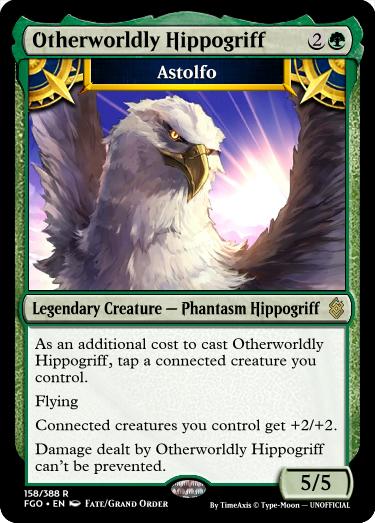 Otherworldly Hippogriff 2
Astolfo
Legendary Creature — Phantasm Hippogriff
As an additional cost to cast Otherworldly
Hippogriff, tap a connected creature you
control.
Flying
Connected creatures you control get +2/+2.
Damage dealt by Otherworldly Hippogriff
can't be prevented.
5/5
158/388 R
FGO • EN Fate/Grand Order
By TimeAxis © Type-Moon — UNOFFICIAL